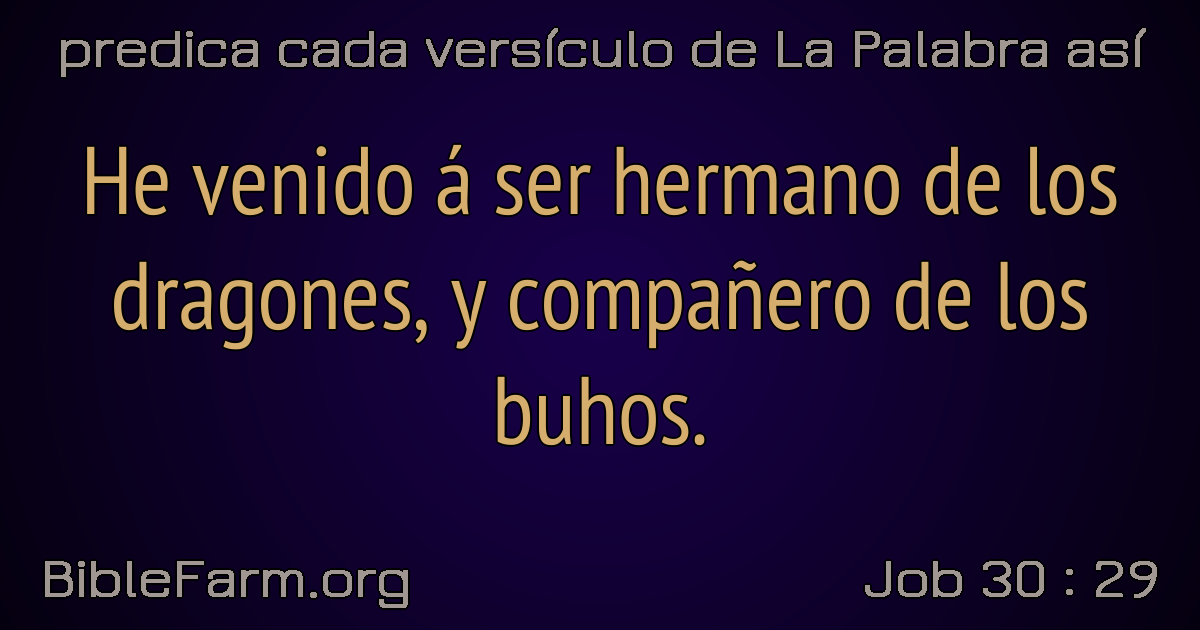 predica cada versículo de La Palabra así
He venido á ser hermano de los
dragones, y compañero de los
buhos.
BibleFarm.org
Job 30 : 29